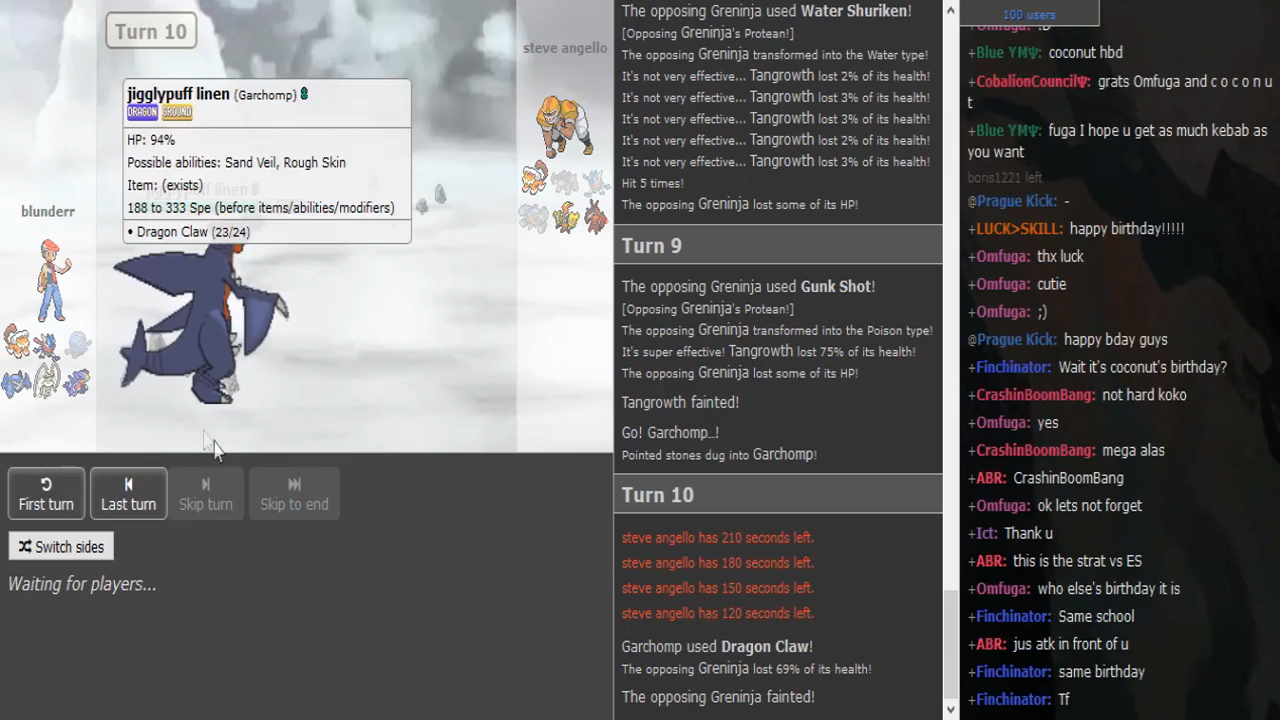 Turn 10
jigglypuff linen (Garchomp)
DRAGON GROUND
HP: 94%
Possible abilities: Sand Veil, Rough Skin
Item: (exists)
188 to 333 Spe (before items/abilities/modifiers)
• Dragon Claw (23/24)
blunderr
steve angello
First turn
Last turn
Skip turn
Skip to end
Switch sides
Waiting for players...
The opposing Greninja used Water Shuriken!
[Opposing Greninja's Protean!]
The opposing Greninja transformed into the Water type!
It's not very effective... Tangrowth lost 2% of its health!
It's not very effective... Tangrowth lost 3% of its health!
It's not very effective... Tangrowth lost 3% of its health!
It's not very effective... Tangrowth lost 2% of its health!
It's not very effective... Tangrowth lost 3% of its health!
Hit 5 times!
The opposing Greninja lost some of its HP!
Turn 9
The opposing Greninja used Gunk Shot!
[Opposing Greninja's Protean!]
The opposing Greninja transformed into the Poison type!
It's super effective! Tangrowth lost 75% of its health!
The opposing Greninja lost some of its HP!
Tangrowth fainted!
Go! Garchomp...!
Pointed stones dug into Garchomp!
Turn 10
steve angello has 210 seconds left.
steve angello has 180 seconds left.
steve angello has 150 seconds left.
steve angello has 120 seconds left.
Garchomp used Dragon Claw!
The opposing Greninja lost 69% of its health!
The opposing Greninja fainted!
100 users
+Omfuga: :D
+Blue YMΨ: coconut hbd
+CobalionCouncilΨ: grats Omfuga and c o c o n u
t
+Blue YMΨ: fuga I hope u get as much kebab as
you want
bons1221 left
@Prague Kick: -
+LUCK>SKILL: happy birthday!!!!!
+Omfuga: thx luck
+Omfuga: cutie
+Omfuga: ;)
@Prague Kick: happy bday guys
+Finchinator: Wait it's coconut's birthday?
+CrashinBoomBang: not hard koko
+Omfuga: yes
+CrashinBoomBang: mega alas
+ABR: CrashinBoomBang
+Omfuga: ok lets not forget
+Ict: Thank u
+ABR: this is the strat vs ES
+Omfuga: who else's birthday it is
+Finchinator: Same school
+ABR: jus atk in front of u
+Finchinator: same birthday
+Finchinator: Tf